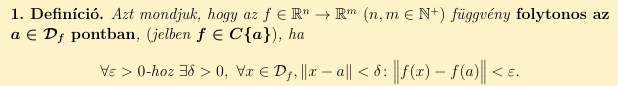 1. Definíció. Azt mondjuk, hogy az f ∈ ℝⁿ → ℝᵐ (n, m ∈ ℕ⁺) függvény folytonos az
a ∈ 𝒟_f pontban, (jelben f ∈ C{a}), ha
∀ε > 0-hoz ∃δ > 0, ∀x ∈ 𝒟_f, ‖x − a‖ < δ: ‖f(x) − f(a)‖ < ε.